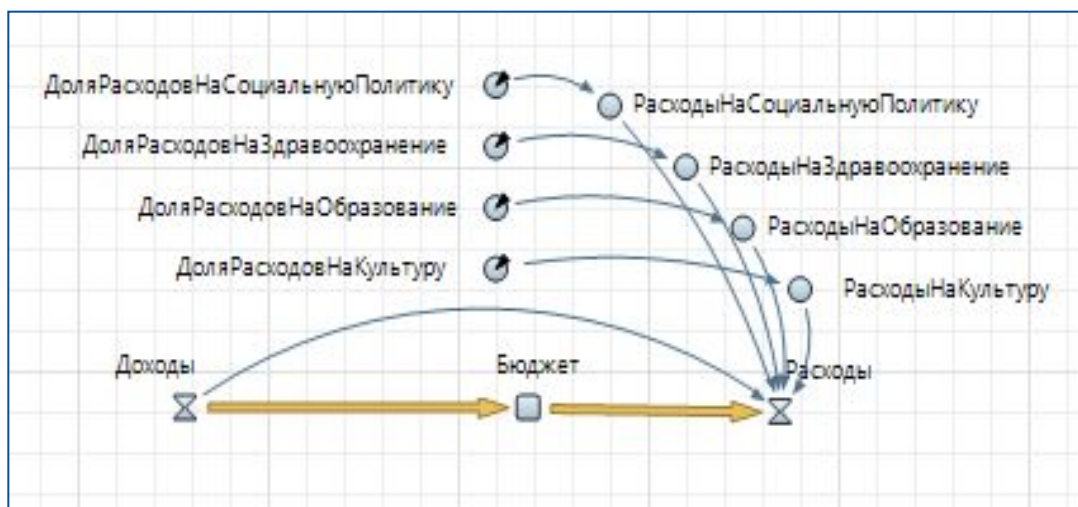 ДоляРасходовНаСоциальнуюПолитику
РасходыНаСоциальнуюПолитику
ДоляРасходовНаЗдравоохранение
РасходыНаЗдравоохранение
ДоляРасходовНаОбразование
РасходыНаОбразование
ДоляРасходовНаКультуру
РасходыНаКультуру
Доходы
Бюджет
Расходы